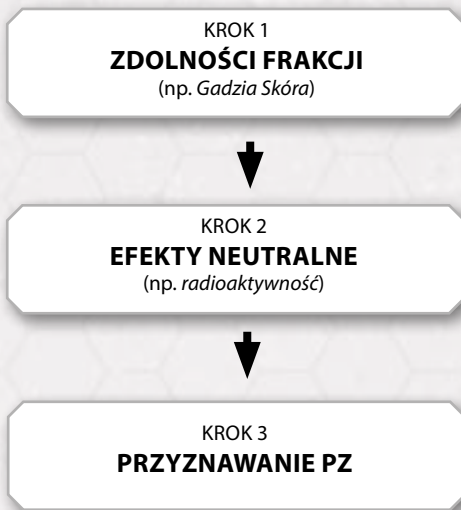 KROK 1
ZDOLNOŚCI FRAKCJI
(np. Gadzia Skóra)
KROK 2
EFEKTY NEUTRALNE
(np. radioaktywność)
KROK 3
PRZYZNAWANIE PZ